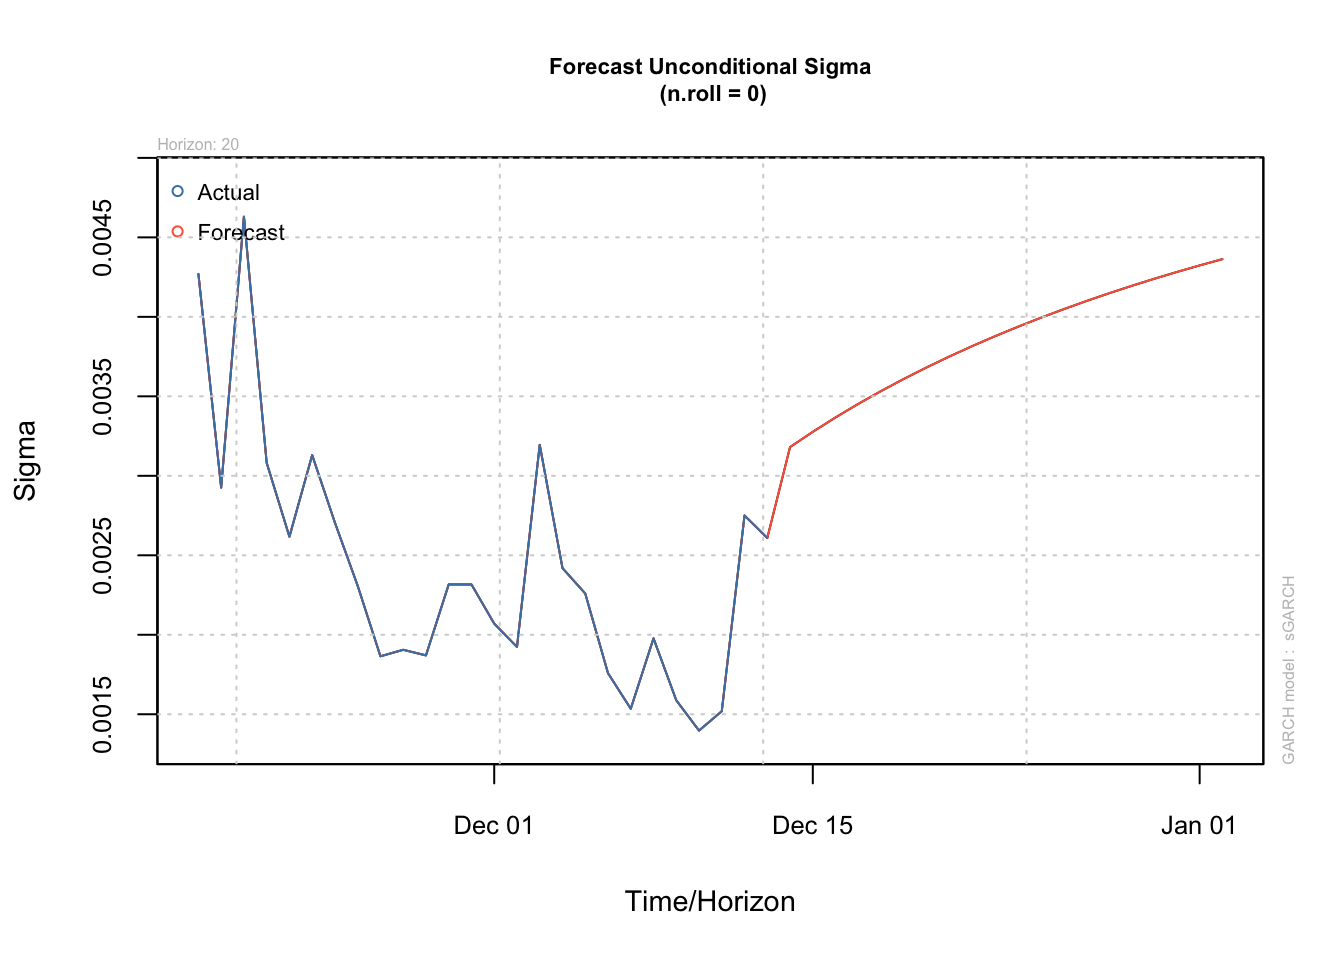 Forecast Unconditional Sigma
(n.roll = 0)
Horizon: 20
Actual
Forecast
0.0045
0.0035
0.0025
0.0015
Sigma
Dec 01
Dec 15
Jan 01
Time/Horizon
GARCH model : sGARCH